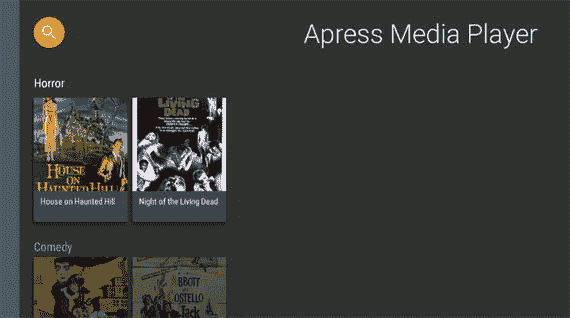 Apress Media Player
Horror
LIVING
DEAD
HOUSE
ON
HAUNTED HILL
House on Haunted Hill
Night of the Living Dead
Comedy
BBOTT
COSTELLO
Jack